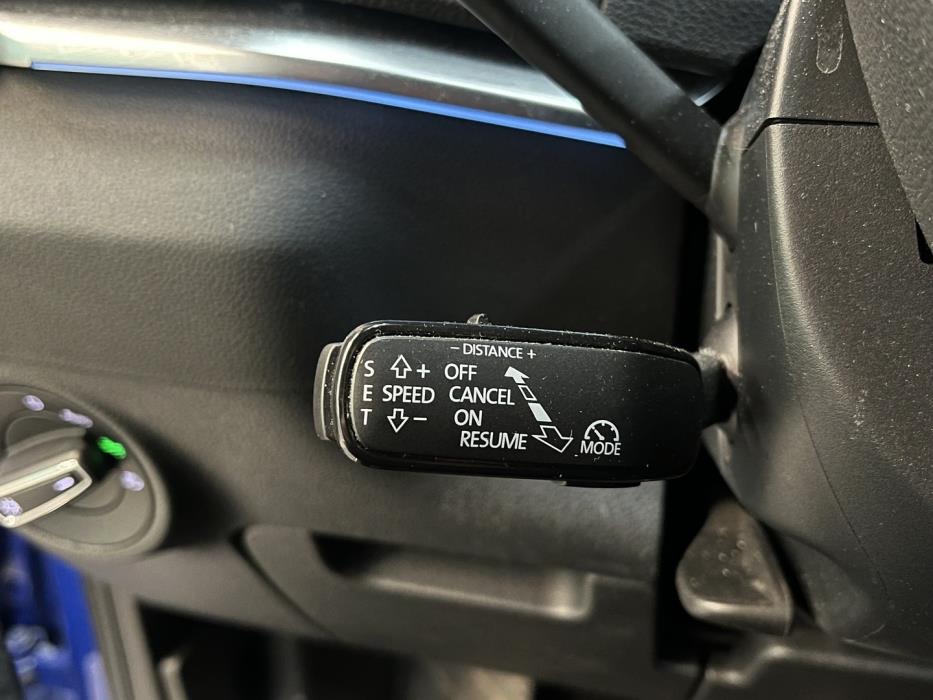 − DISTANCE +
S + OFF
E SPEED CANCEL
T − ON
RESUME
MODE